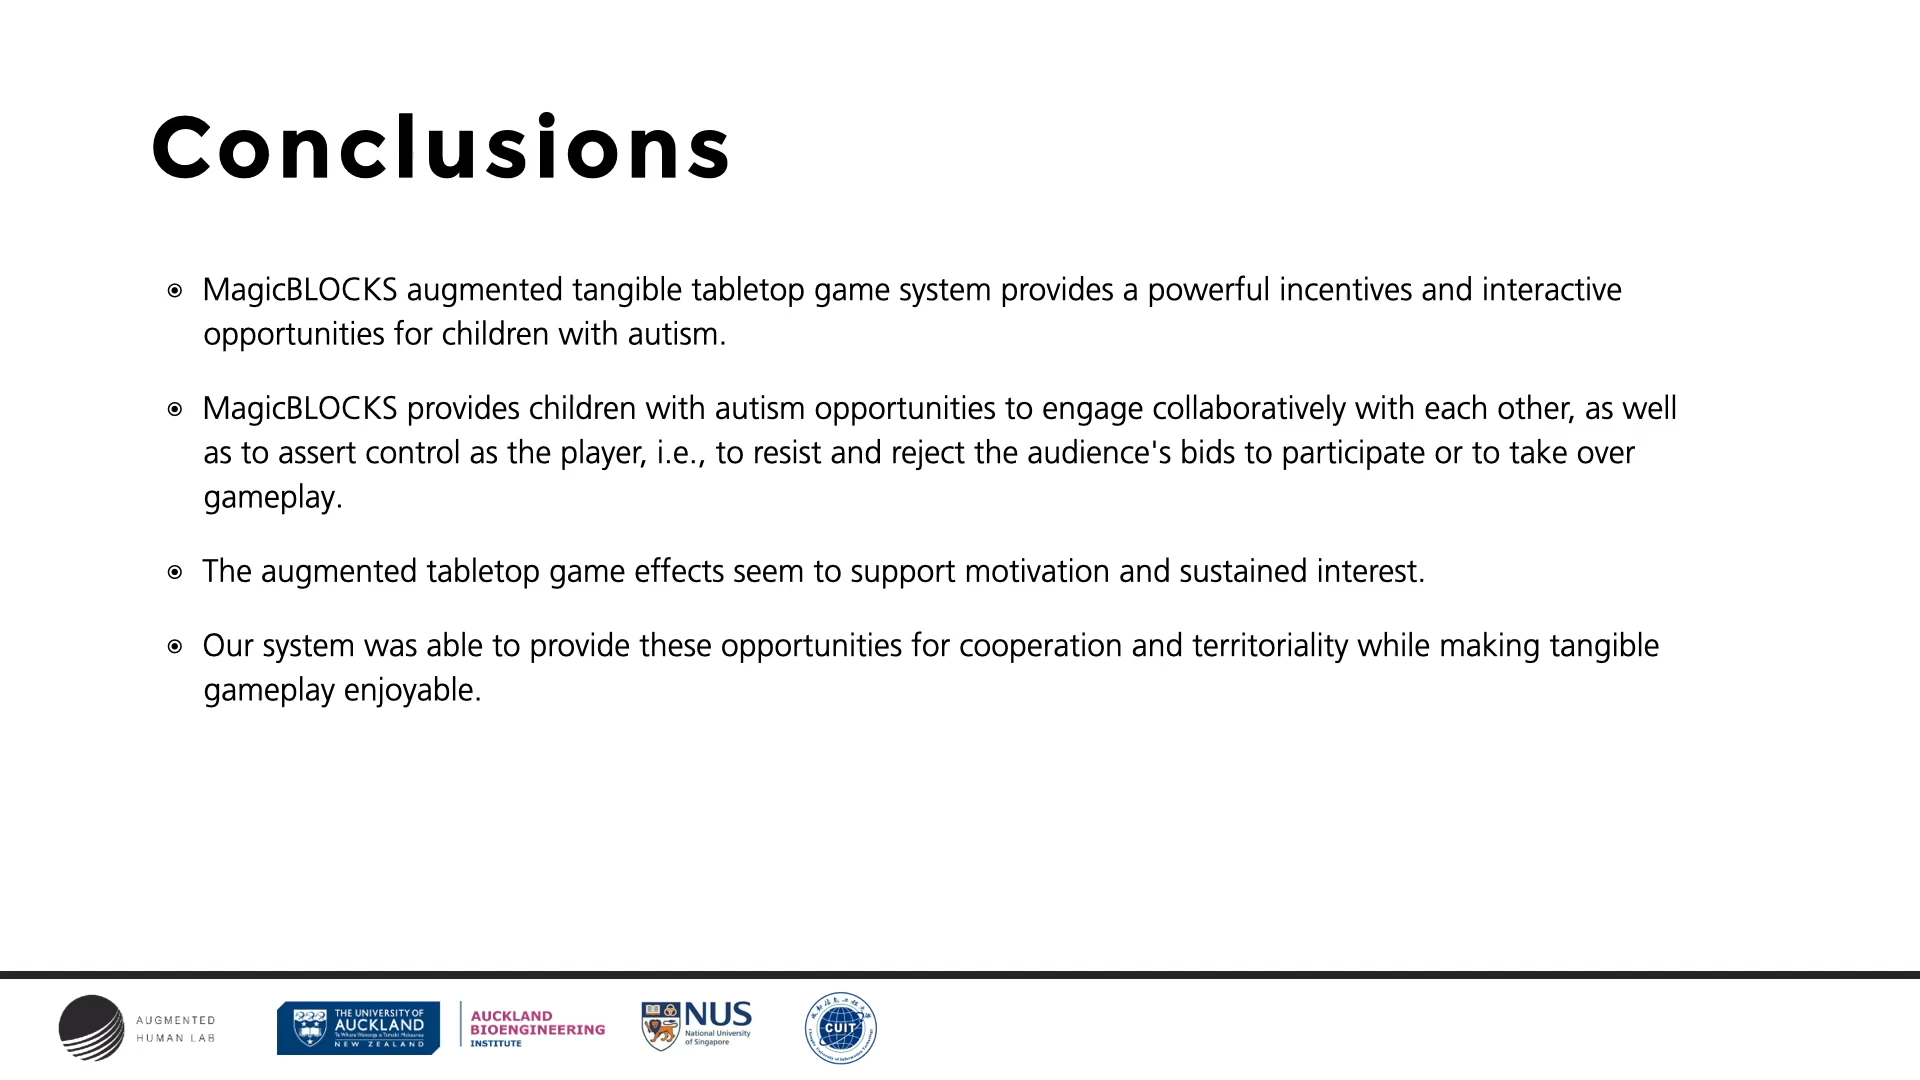 Conclusions
MagicBLOCKS augmented tangible tabletop game system provides a powerful incentives and interactive
opportunities for children with autism.
MagicBLOCKS provides children with autism opportunities to engage collaboratively with each other, as well
as to assert control as the player, i.e., to resist and reject the audience's bids to participate or to take over
gameplay.
The augmented tabletop game effects seem to support motivation and sustained interest.
Our system was able to provide these opportunities for cooperation and territoriality while making tangible
gameplay enjoyable.
AUGMENTED
HUMAN LAB
THE UNIVERSITY OF
AUCKLAND
Te Whare Wānanga o Tāmaki Makaurau
NEW ZEALAND
AUCKLAND
BIOENGINEERING
INSTITUTE
NUS
National University
of Singapore
CUIT